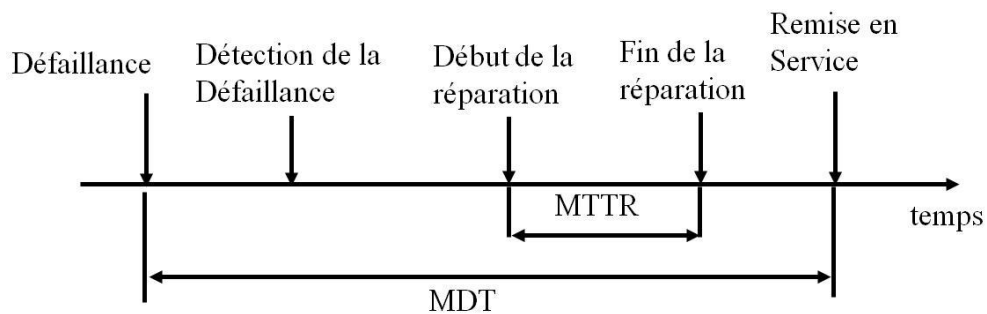 Défaillance
Détection de la
Défaillance
Début de la
réparation
Fin de la
réparation
Remise en
Service
temps
MTTR
MDT